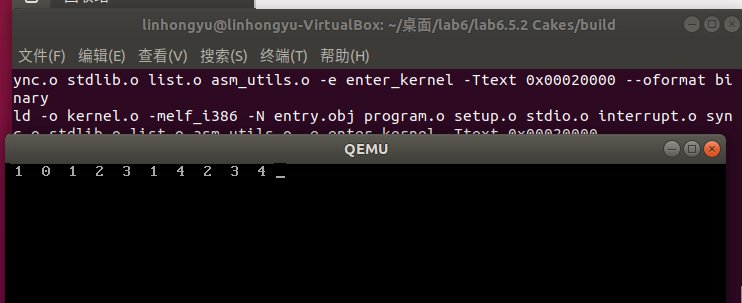 linhongyu@linhongyu-VirtualBox: ~/桌面/lab6/lab6.5.2 Cakes/build
文件(F) 编辑(E) 查看(V) 搜索(S) 终端(T) 帮助(H)
ync.o stdlib.o list.o asm_utils.o -e enter_kernel -Ttext 0x00020000 --oformat bi
nary
ld -o kernel.o -melf_i386 -N entry.obj program.o setup.o stdio.o interrupt.o syn
c.o stdlib.o list.o asm_utils.o -e enter_kernel -Ttext 0x00020000
QEMU
1 0 1 2 3 1 4 2 3 4 _